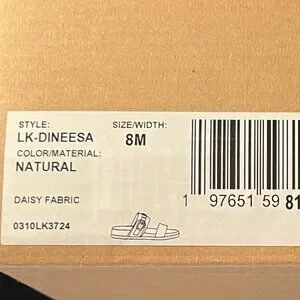 STYLE: SIZE/WIDTH:
LK-DINEESA 8M
COLOR/MATERIAL:
NATURAL
DAISY FABRIC
0310LK3724
1 97651 59 81